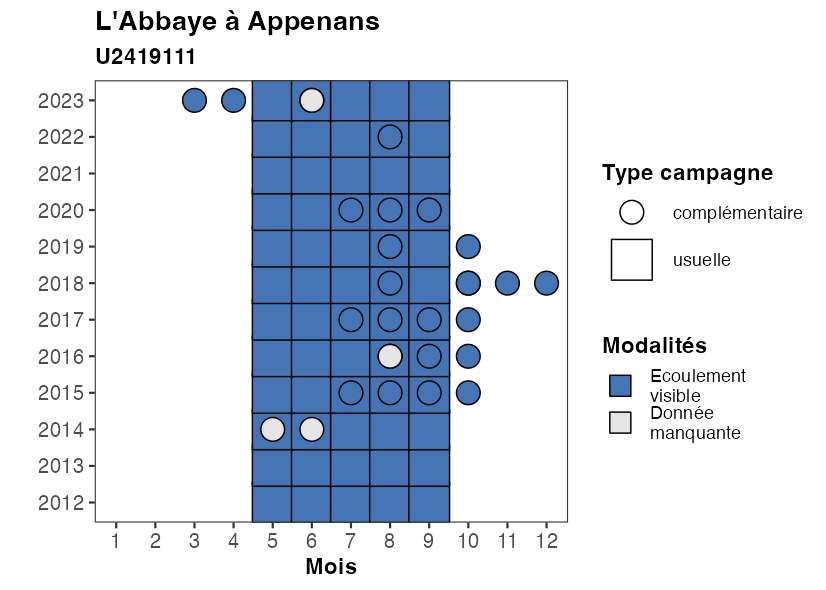 L'Abbaye à Appenans
U2419111
2023
2022
2021
2020
2019
2018
2017
2016
2015
2014
2013
2012
1 2 3 4 5 6 7 8 9 10 11 12
Mois
Type campagne
complémentaire
usuelle
Modalités
Ecoulement
visible
Donnée
manquante